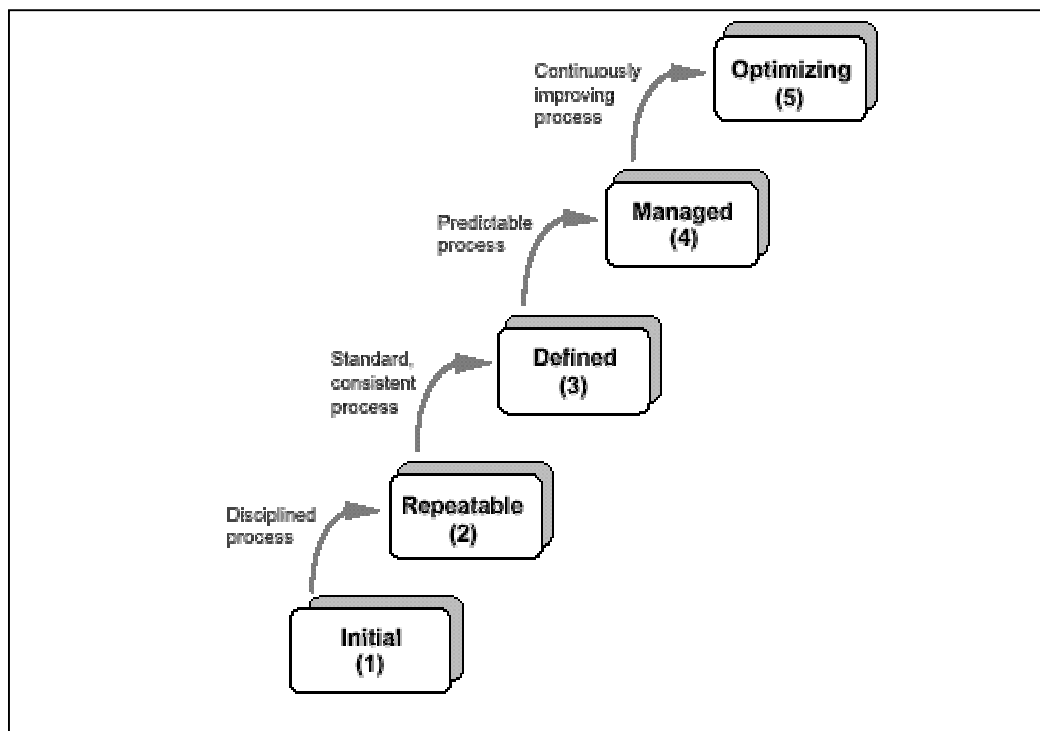 Continuously
improving
process
Optimizing
(5)
Predictable
process
Managed
(4)
Standard,
consistent
process
Defined
(3)
Disciplined
process
Repeatable
(2)
Initial
(1)